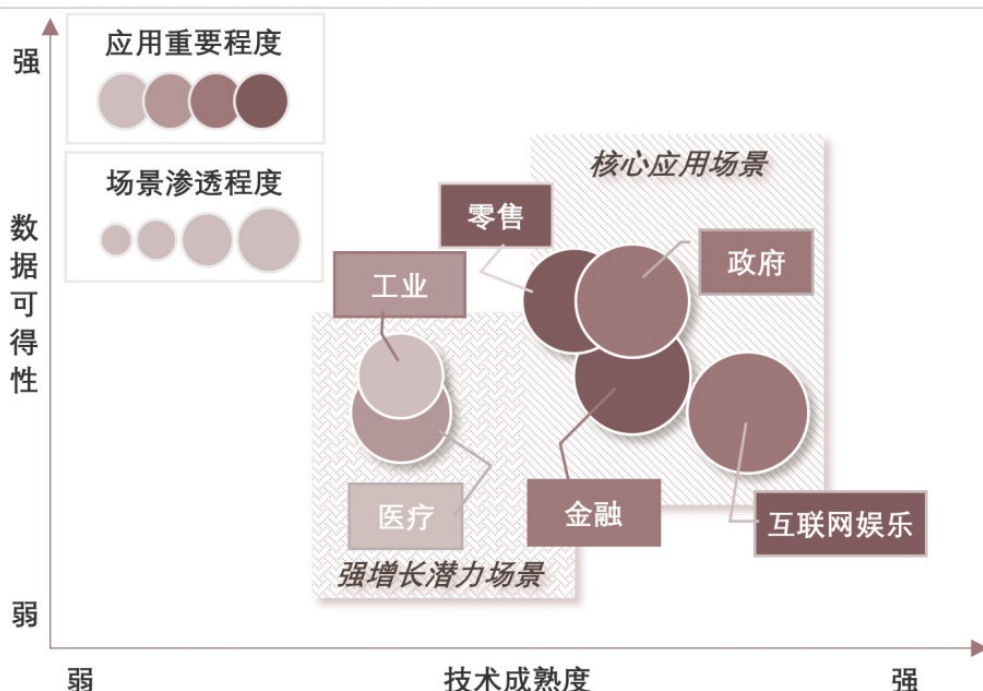 强
应用重要程度
场景渗透程度
数据可得性
核心应用场景
零售
政府
工业
医疗
金融
互联网娱乐
强增长潜力场景
弱
弱
技术成熟度
强